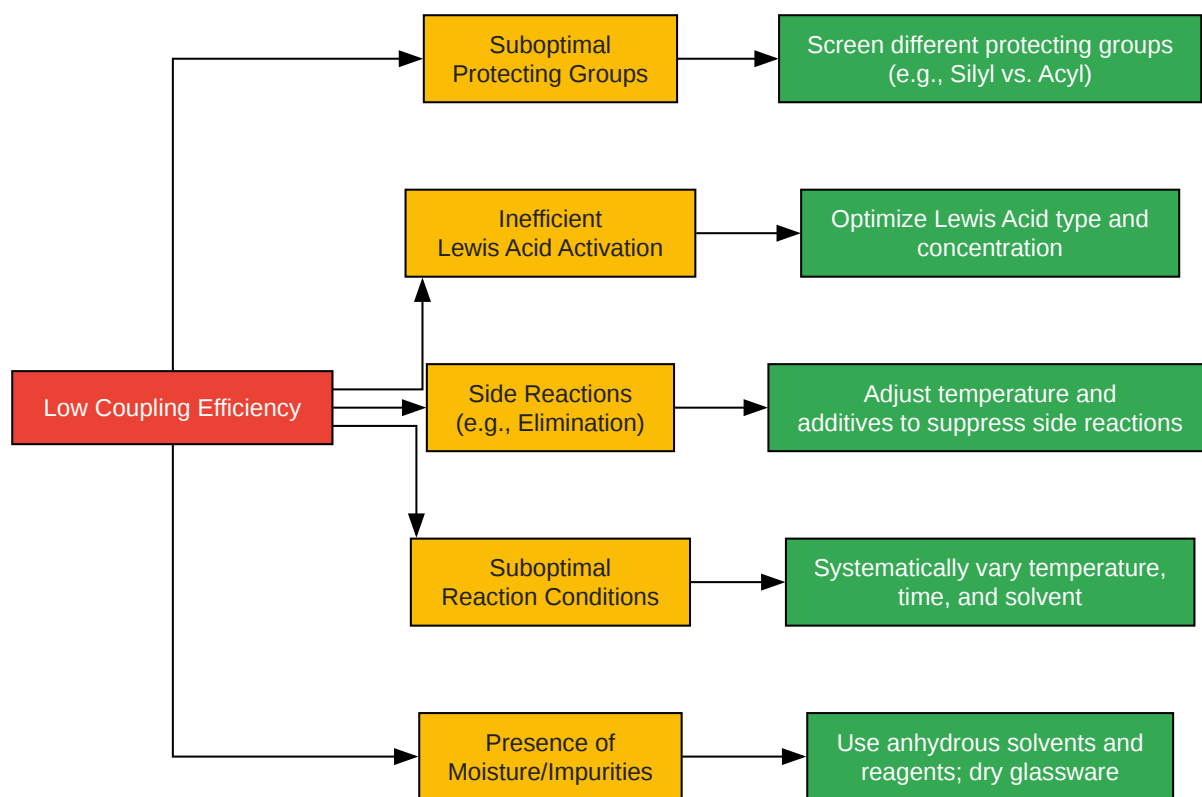 Suboptimal
Protecting Groups
Screen different protecting groups
(e.g., Silyl vs. Acyl)
Inefficient
Lewis Acid Activation
Optimize Lewis Acid type and
concentration
Low Coupling Efficiency
Side Reactions
(e.g., Elimination)
Adjust temperature and
additives to suppress side reactions
Suboptimal
Reaction Conditions
Systematically vary temperature,
time, and solvent
Presence of
Moisture/Impurities
Use anhydrous solvents and
reagents; dry glassware